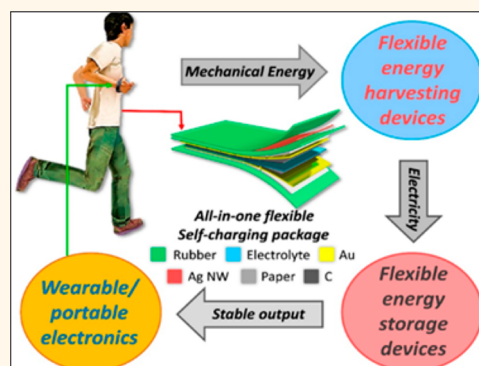 Mechanical Energy
Flexible
energy
harvesting
devices
Electricity
All-in-one flexible
Self-charging package
Rubber Electrolyte Au
Ag NW Paper C
Wearable/
portable
electronics
Stable output
Flexible
energy
storage
devices